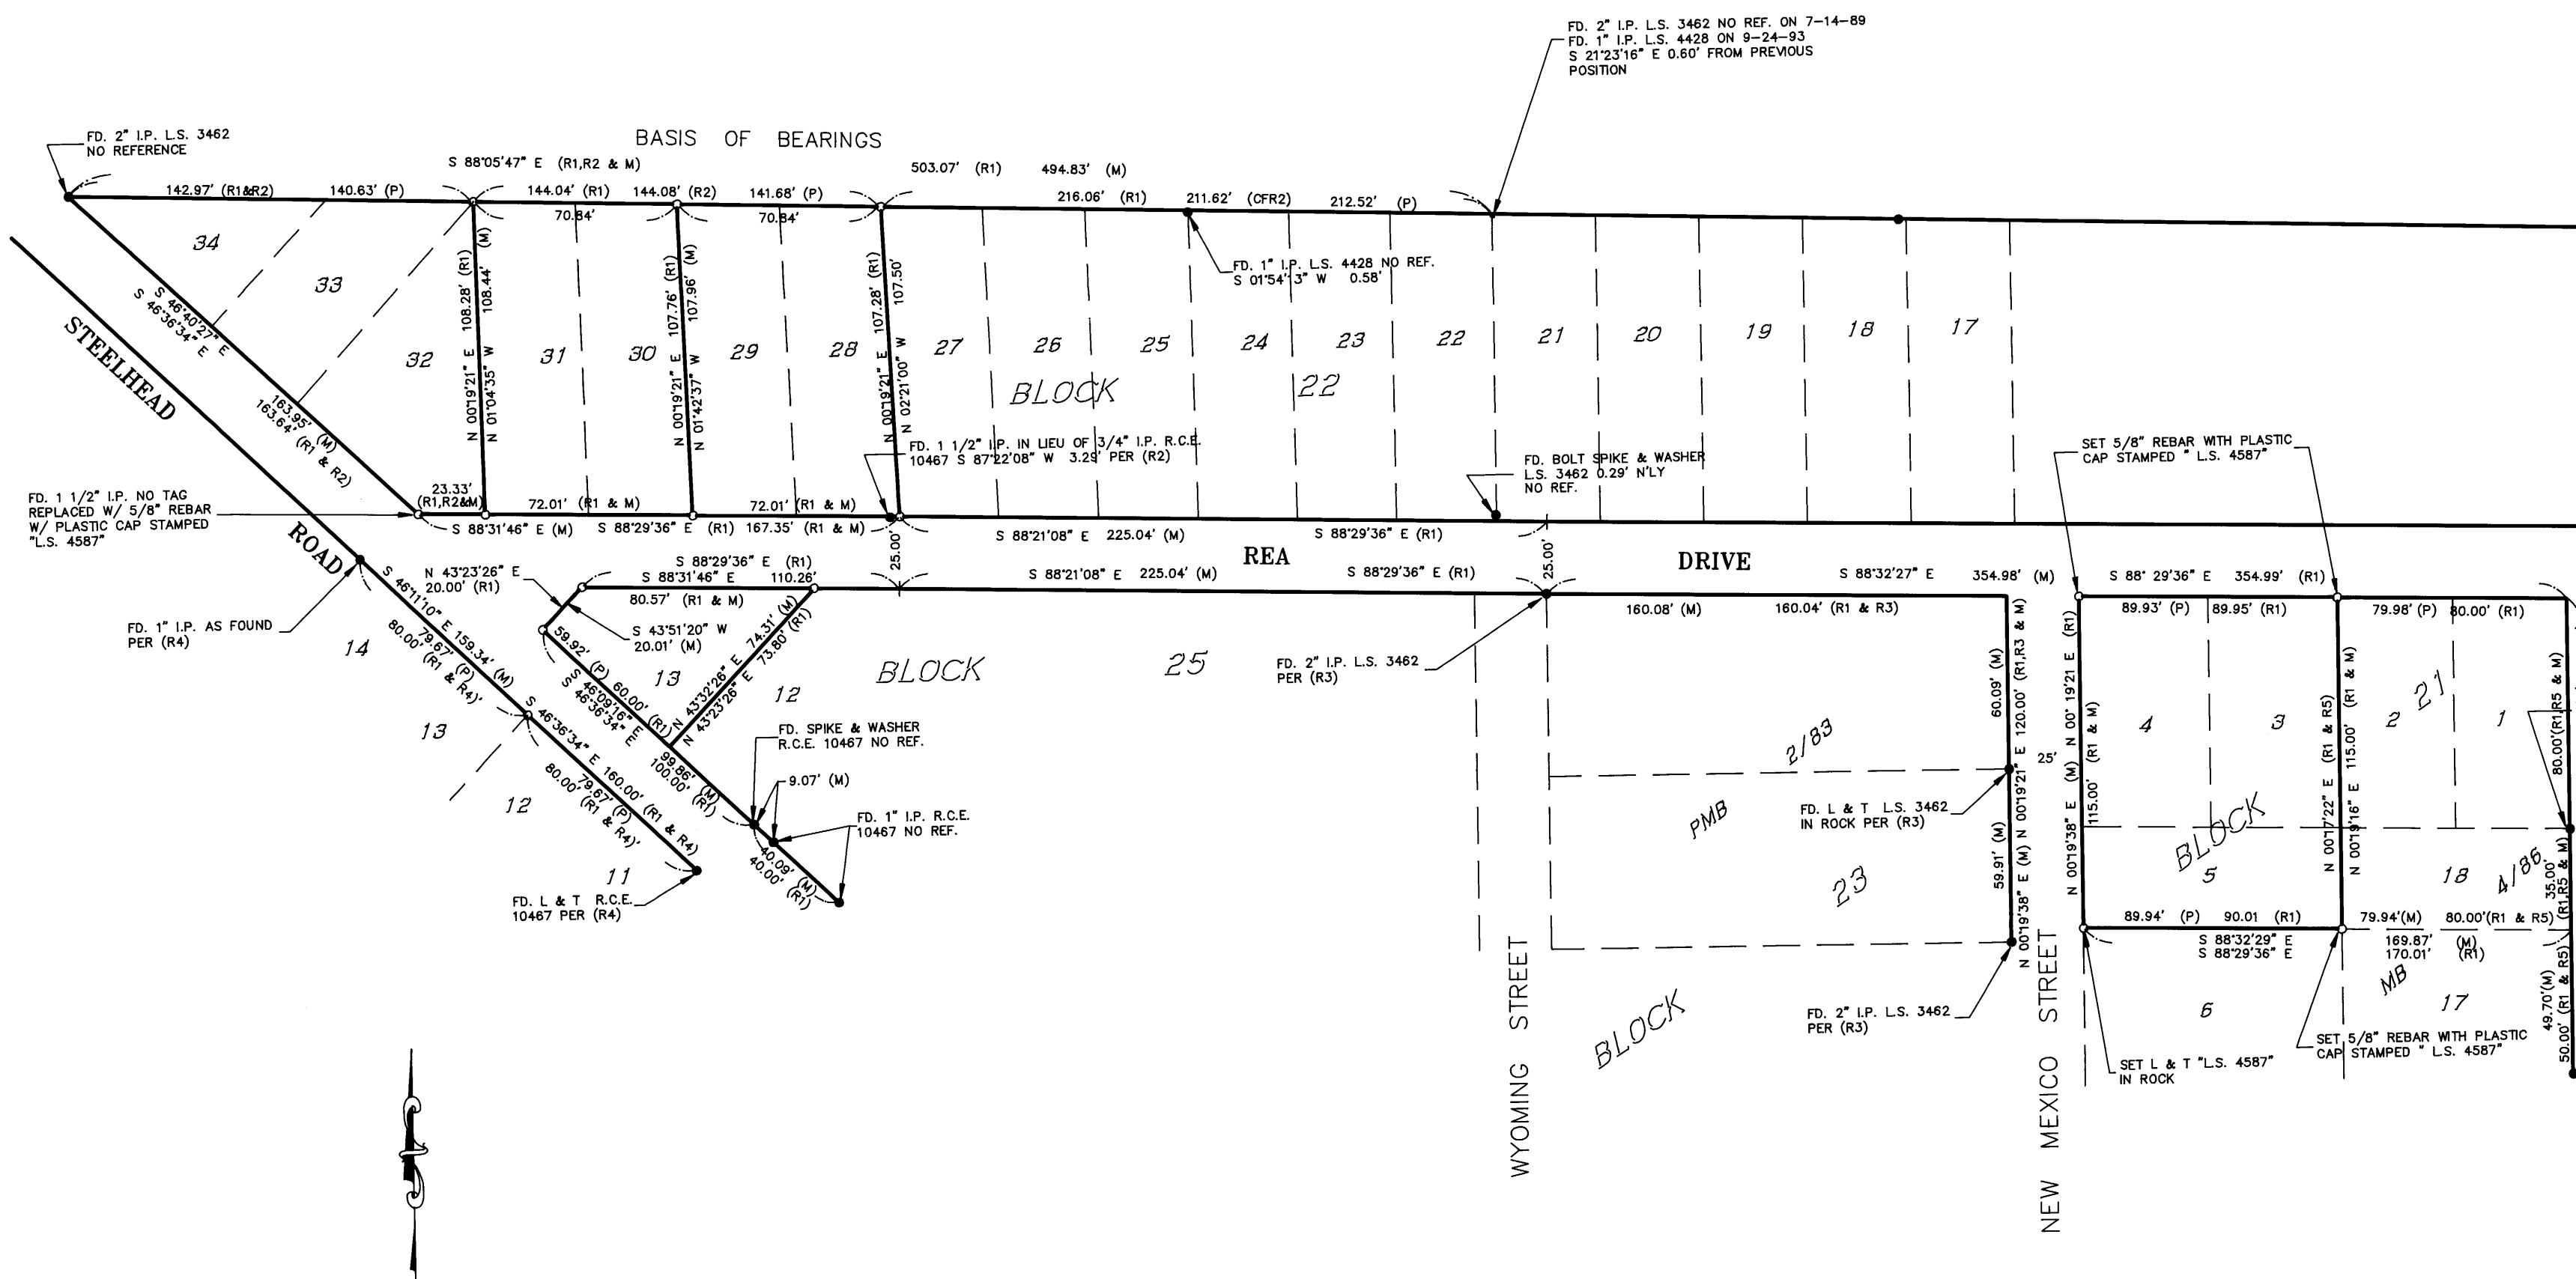 FD. 2" I.P. L.S. 3462 NO REF. ON 7-14-89
FD. 1" I.P. L.S. 4428 ON 9-24-93
S 21°23'16" E 0.60' FROM PREVIOUS
POSITION
FD. 2" I.P. L.S. 3462
NO REFERENCE
BASIS OF BEARINGS
S 88°05'47" E (R1,R2 & M)
503.07' (R1) 494.83' (M)
142.97' (R1&R2) 140.63' (P)
144.04' (R1) 144.08' (R2) 141.68' (P)
216.06' (R1) 211.62' (CFR2) 212.52' (P)
70.84'
70.84'
FD. 1" I.P. L.S. 4428 NO REF.
S 01°54'13" W 0.58'
34
33
32
31
30
29
28
27
26
25
24
23
22
21
20
19
18
17
BLOCK 22
S 46°40'27" E
S 46°36'34" E
163.95' (M)
163.64' (R1 & R2)
STEELHEAD
ROAD
N 00°19'21" E 108.28' (R1)
N 01°04'35" W 108.44' (M)
N 00°19'21" E 107.76' (R1)
N 01°42'37" W 107.96' (M)
N 00°19'21" E 107.28' (R1)
N 02°21'00" W 107.50'
FD. 1 1/2" I.P. IN LIEU OF 3/4" I.P. R.C.E.
10467 S 87°22'08" W 3.29' PER (R2)
FD. BOLT SPIKE & WASHER
L.S. 3462 0.29' N'LY
NO REF.
SET 5/8" REBAR WITH PLASTIC
CAP STAMPED " L.S. 4587"
FD. 1 1/2" I.P. NO TAG
REPLACED W/ 5/8" REBAR
W/ PLASTIC CAP STAMPED
"L.S. 4587"
23.33'
(R1,R2&M)
72.01' (R1 & M)
72.01' (R1 & M)
S 88°31'46" E (M) S 88°29'36" E (R1) 167.35' (R1 & M)
S 88°21'08" E 225.04' (M) S 88°29'36" E (R1)
25.00'
25.00'
REA DRIVE
S 88°29'36" E (R1)
S 88°31'46" E 110.26'
80.57' (R1 & M)
S 88°21'08" E 225.04' (M) S 88°29'36" E (R1)
S 88°32'27" E 354.98' (M) S 88° 29'36" E 354.99' (R1)
N 43°23'26" E
20.00' (R1)
S 43°51'20" W
20.01' (M)
FD. 1" I.P. AS FOUND
PER (R4)
S 46°11'10" E 159.34' (M)
79.67' (P)
80.00' (R1 & R4)'
S 46°36'34" E 160.00' (R1 & R4)
79.67' (P)
80.00' (R1 & R4)'
14
13
12
11
59.92' (P) 60.00' (R1)
S 46°09'16" E
S 46°36'34" E
99.86' (M)
100.00' (R1)
N 43°32'26" E 74.31' (M)
N 43°23'26" E 73.80' (R1)
13
12
BLOCK 25
FD. SPIKE & WASHER
R.C.E. 10467 NO REF.
9.07' (M)
FD. 1" I.P. R.C.E.
10467 NO REF.
40.09' (M)
40.00' (R1)
FD. L & T R.C.E.
10467 PER (R4)
FD. 2" I.P. L.S. 3462
PER (R3)
160.08' (M) 160.04' (R1 & R3)
2/83
PMB
23
BLOCK
FD. L & T L.S. 3462
IN ROCK PER (R3)
FD. 2" I.P. L.S. 3462
PER (R3)
60.09' (M)
59.91' (M)
N 00°19'38" E (M) N 00°19'21" E 120.00' (R1,R3 & M)
25'
WYOMING STREET
NEW MEXICO STREET
N 00°19'38" E (M) N 00° 19'21 E (R1)
115.00' (R1 & M)
89.93' (P) 89.95' (R1)
79.98' (P) 80.00' (R1)
N 00°17'22" E (R1 & R5)
N 00°19'16" E 115.00' (R1 & M)
80.00'(R1,R5 & M)
35.00'
(R1,R5 & M)
4
3
2
1
21
BLOCK
5
18
4/86
89.94' (P) 90.01 (R1)
79.94'(M) 80.00'(R1 & R5)
S 88°32'29" E 169.87' (M)
S 88°29'36" E 170.01' (R1)
6
MB
17
49.70'(M)
50.00' (R1 & R5)
SET L & T "L.S. 4587"
IN ROCK
SET 5/8" REBAR WITH PLASTIC
CAP STAMPED " L.S. 4587"